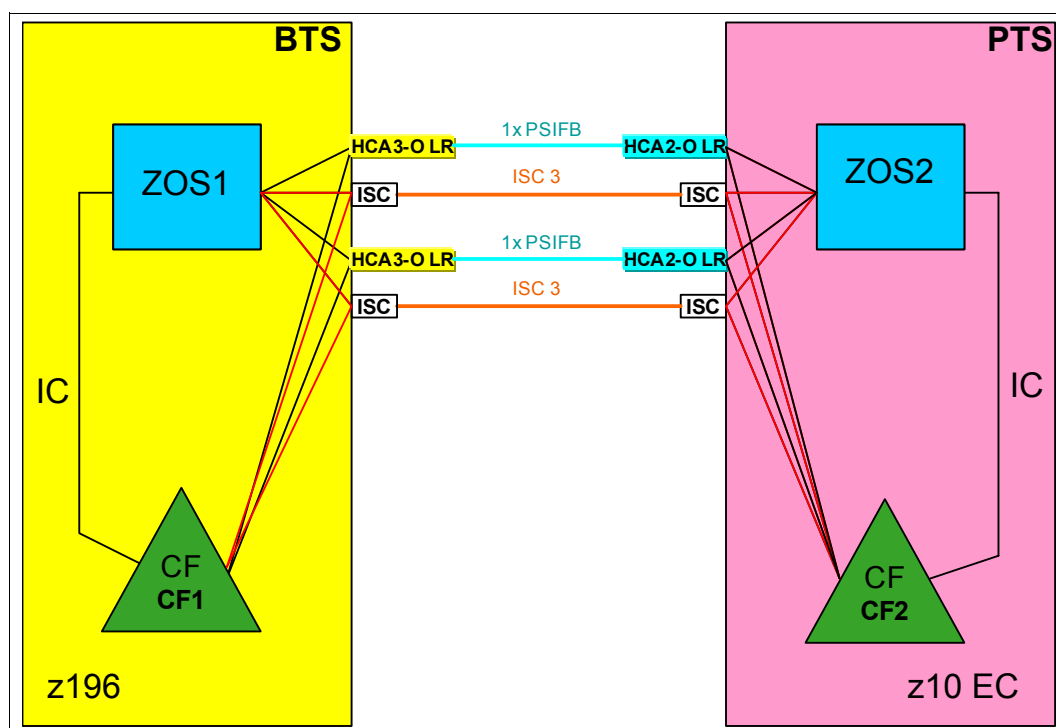 BTS
PTS
ZOS1
HCA3-O LR
1x PSIFB
HCA2-O LR
ZOS2
ISC
ISC 3
ISC
HCA3-O LR
1x PSIFB
HCA2-O LR
ISC
ISC 3
ISC
IC
IC
CF
CF1
CF
CF2
z196
z10 EC